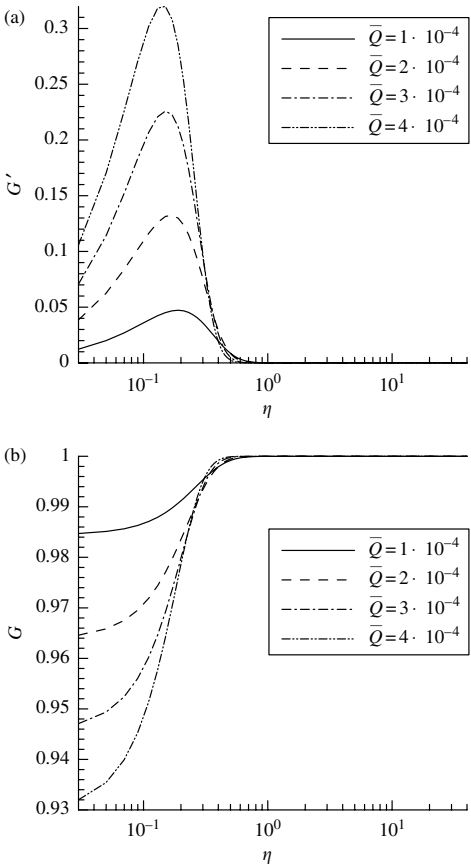 (a)
0.3
0.25
0.2
0.15
0.1
0.05
0
G′
Q̅=1· 10⁻⁴
Q̅=2· 10⁻⁴
Q̅=3· 10⁻⁴
Q̅=4· 10⁻⁴
10⁻¹ 10⁰ 10¹
η
(b)
1
0.99
0.98
0.97
0.96
0.95
0.94
0.93
G
Q̅=1· 10⁻⁴
Q̅=2· 10⁻⁴
Q̅=3· 10⁻⁴
Q̅=4· 10⁻⁴
10⁻¹ 10⁰ 10¹
η